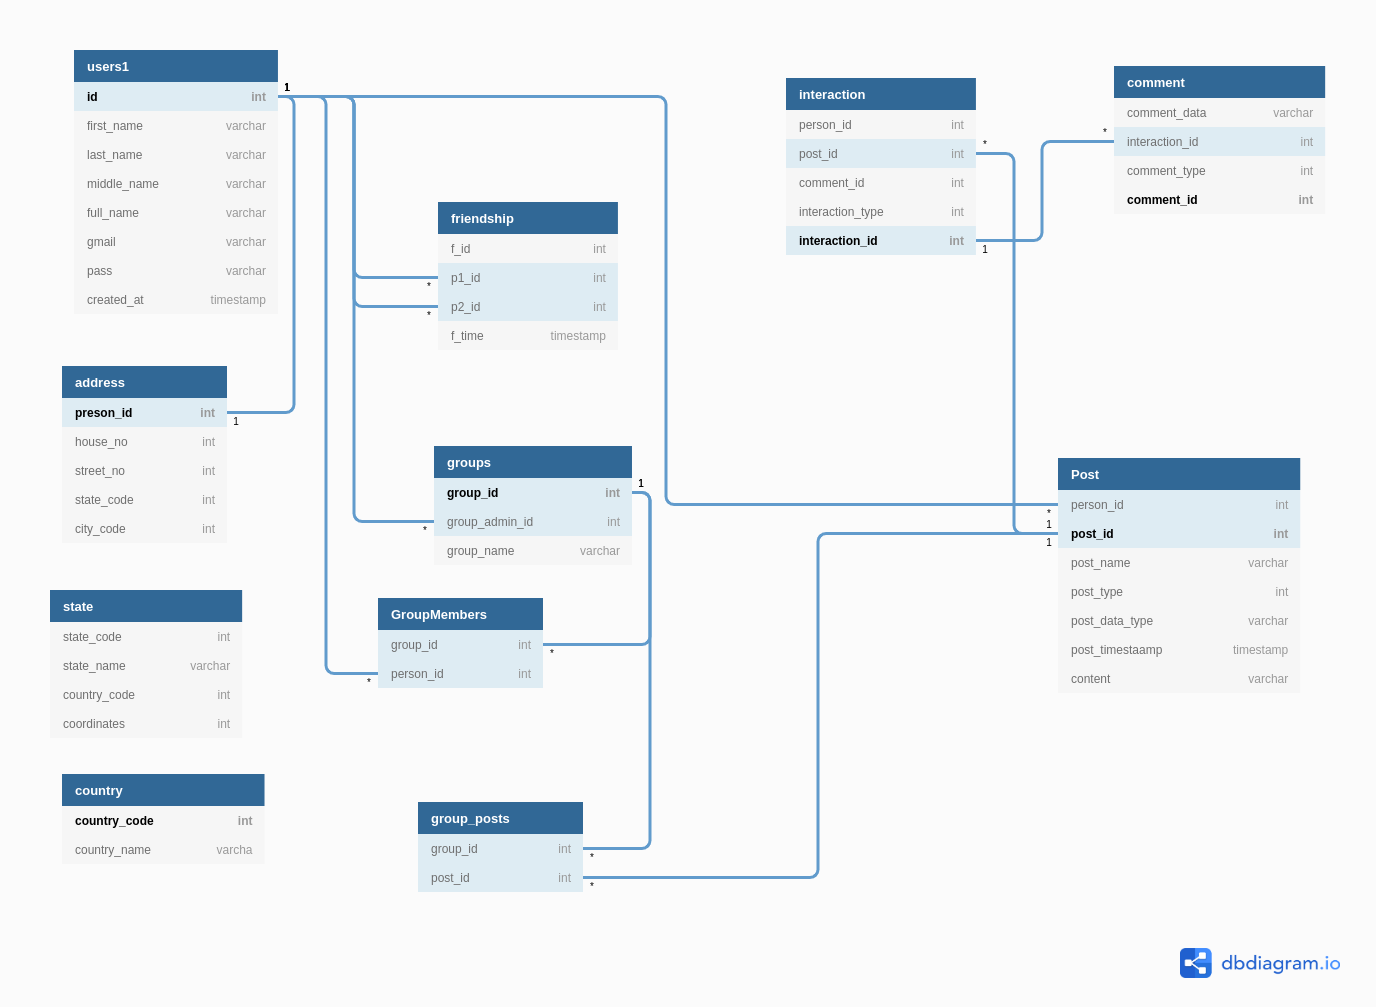 users1
id int
first_name varchar
last_name varchar
middle_name varchar
full_name varchar
gmail varchar
pass varchar
created_at timestamp
1
address
preson_id int
house_no int
street_no int
state_code int
city_code int
1
state
state_code int
state_name varchar
country_code int
coordinates int
country
country_code int
country_name varcha
friendship
f_id int
p1_id int
p2_id int
f_time timestamp
*
*
groups
group_id int
group_admin_id int
group_name varchar
1
*
GroupMembers
group_id int
person_id int
*
*
group_posts
group_id int
post_id int
*
*
interaction
person_id int
post_id int
comment_id int
interaction_type int
interaction_id int
*
1
comment
comment_data varchar
interaction_id int
comment_type int
comment_id int
*
Post
person_id int
post_id int
post_name varchar
post_type int
post_data_type varchar
post_timestaamp timestamp
content varchar
*
1
1
dbdiagram.io